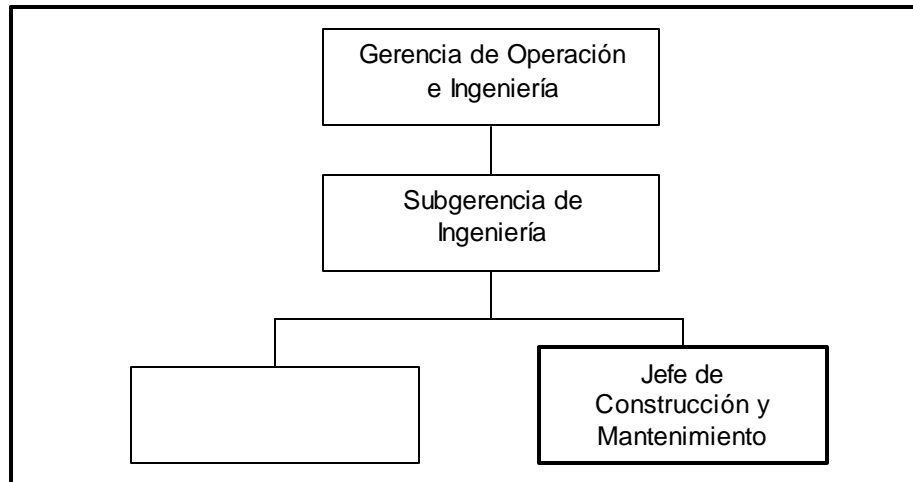 Gerencia de Operación
e Ingeniería
Subgerencia de
Ingeniería
Jefe de
Construcción y
Mantenimiento